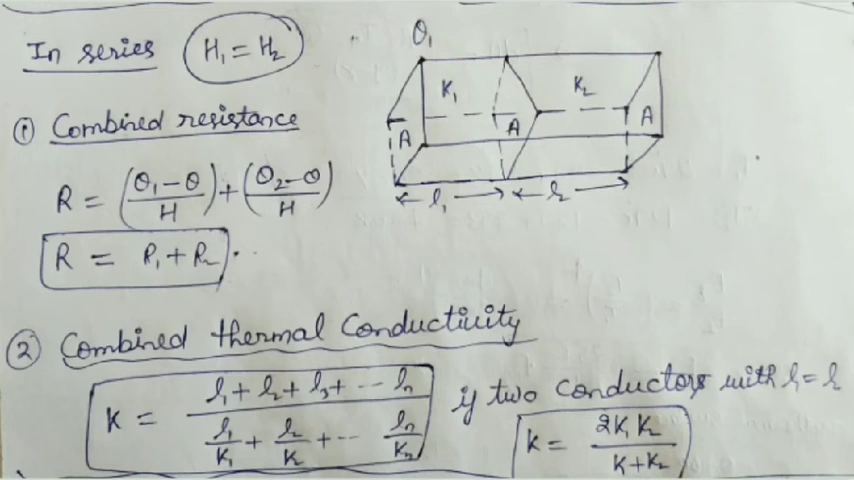 In series H₁ = H₂
θ₁
K₁ K₂
A A A
l₁ l₂
① Combined resistance
R = (θ₁-θ / H) + (θ₂-θ / H)
R = R₁ + R₂
② Combined thermal Conductivity
K = (l₁ + l₂ + l₃ + --- lₙ) / (l₁/K₁ + l₂/K₂ + --- lₙ/Kₙ) if two conductors with l₁ = l₂
K = 2K₁K₂ / K+K₂